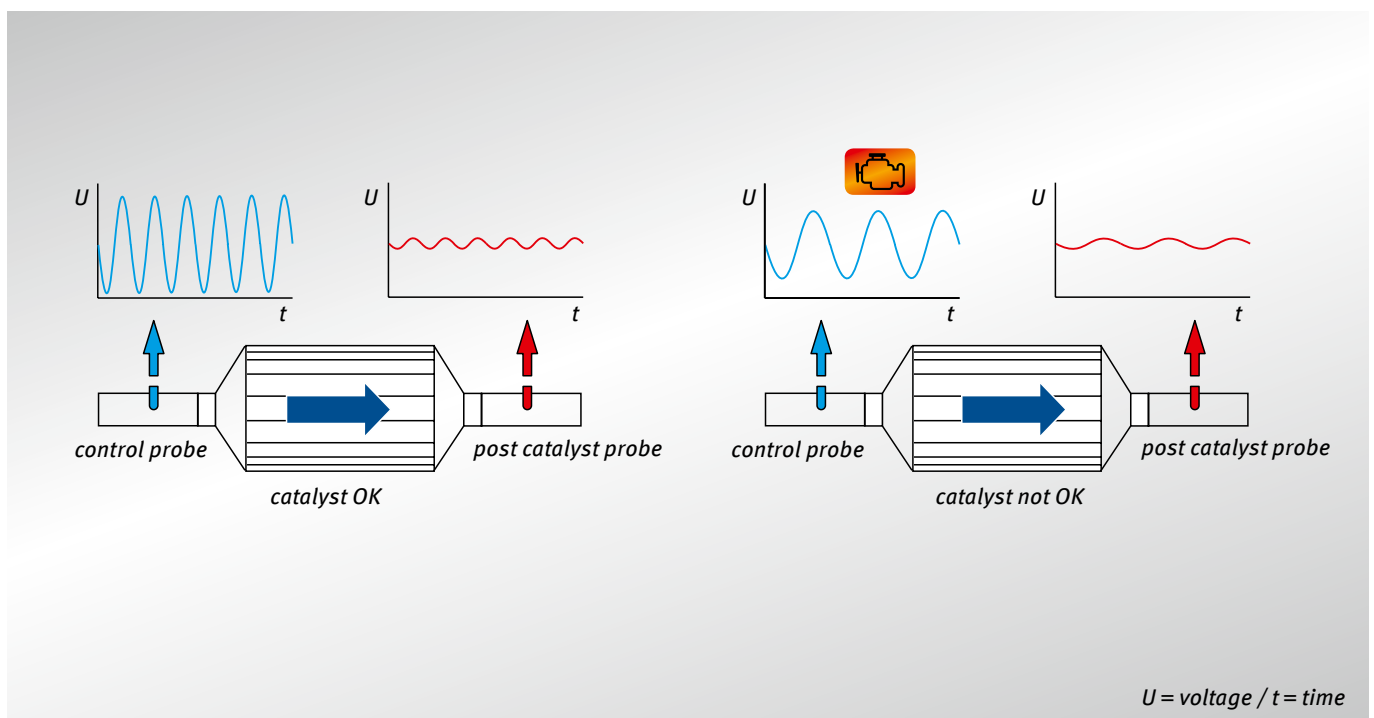 U
U
U
U
t
t
t
t
control probe
post catalyst probe
control probe
post catalyst probe
catalyst OK
catalyst not OK
U = voltage / t = time